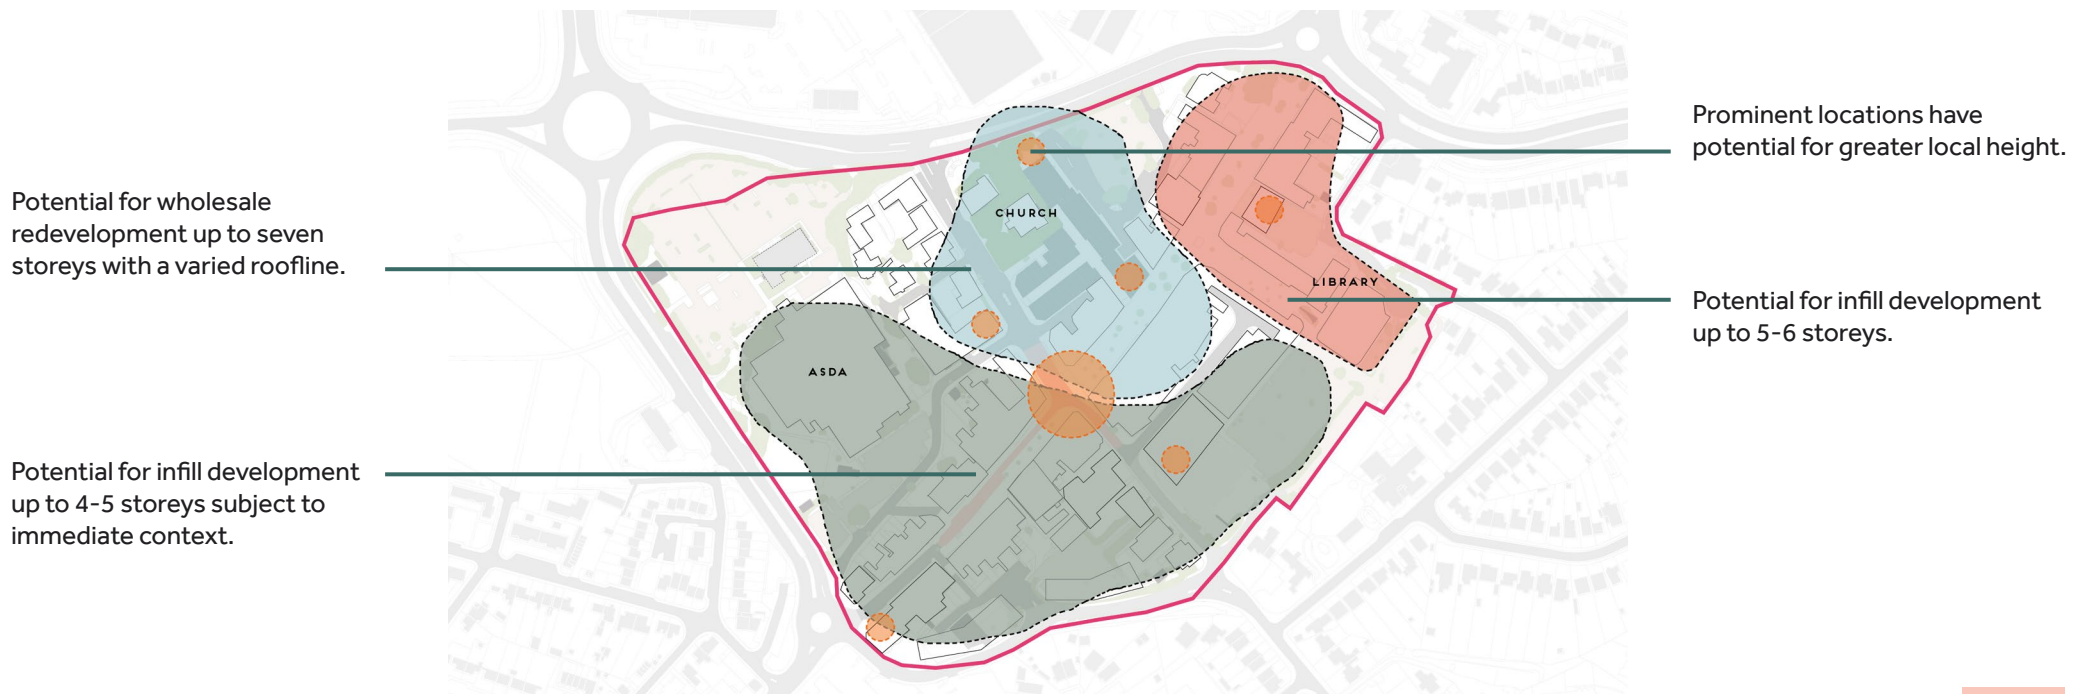 Potential for wholesale
redevelopment up to seven
storeys with a varied roofline.
Potential for infill development
up to 4-5 storeys subject to
immediate context.
CHURCH
ASDA
LIBRARY
Prominent locations have
potential for greater local height.
Potential for infill development
up to 5-6 storeys.